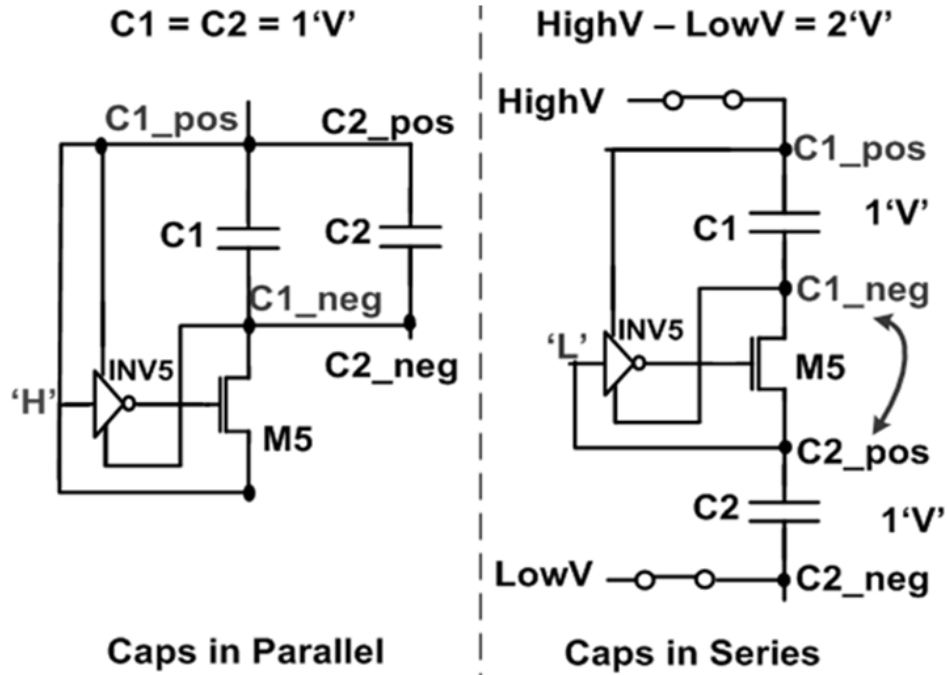 C1 = C2 = 1‘V’
C1_pos
C2_pos
C1
C2
C1_neg
INV5
C2_neg
‘H’
M5
Caps in Parallel
HighV – LowV = 2‘V’
HighV
C1_pos
C1
1‘V’
C1_neg
INV5
‘L’
M5
C2_pos
C2
1‘V’
LowV
C2_neg
Caps in Series